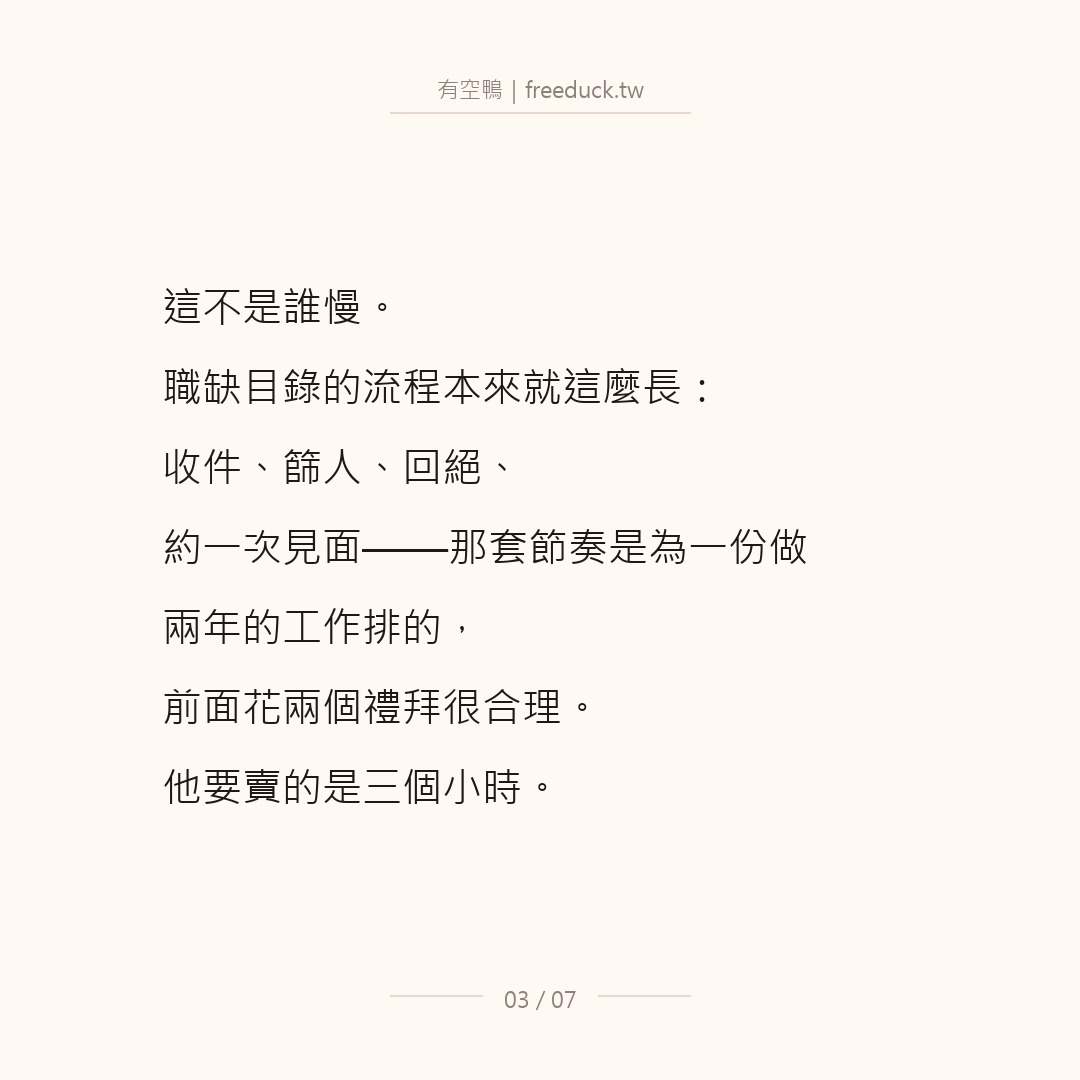 有空鴨 | freeduck.tw
這不是誰慢。
職缺目錄的流程本來就這麼長：
收件、篩人、回絕、
約一次見面——那套節奏是為一份做
兩年的工作排的，
前面花兩個禮拜很合理。
他要賣的是三個小時。
03 / 07